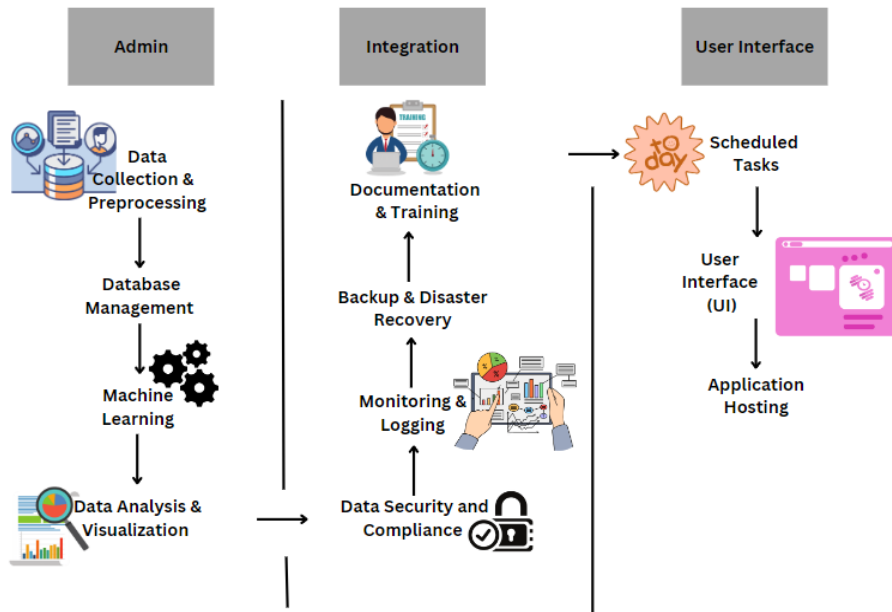 Admin
Integration
User Interface
Data
Collection &
Preprocessing
Database
Management
Machine
Learning
Data Analysis &
Visualization
TRAINING
Documentation
& Training
Backup & Disaster
Recovery
Monitoring &
Logging
Data Security and
Compliance
to
day
Scheduled
Tasks
User
Interface
(UI)
Application
Hosting